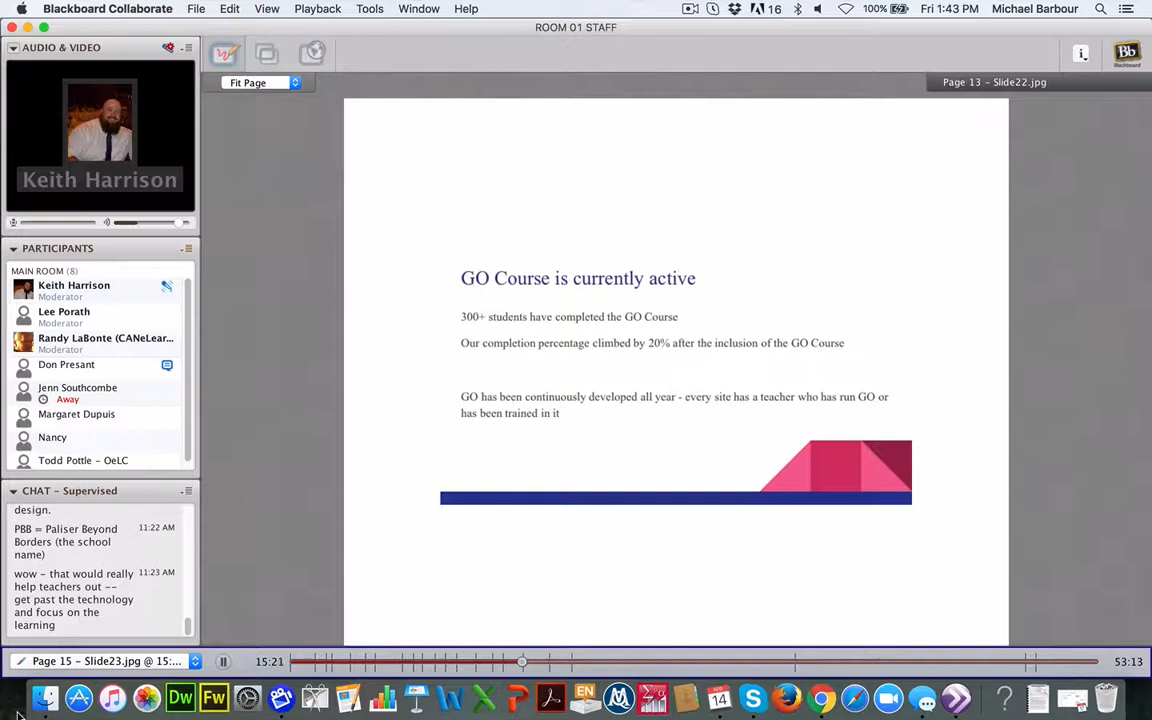 Blackboard Collaborate File Edit View Playback Tools Window Help 16 100% Fri 1:43 PM Michael Barbour
ROOM 01 STAFF
AUDIO & VIDEO
Keith Harrison
PARTICIPANTS
MAIN ROOM (8)
Keith Harrison
Moderator
Lee Porath
Moderator
Randy LaBonte (CANeLear...
Moderator
Don Presant
Jenn Southcombe
Away
Margaret Dupuis
Nancy
Todd Pottle - OeLC
CHAT - Supervised
design.
PBB = Paliser Beyond 11:22 AM
Borders (the school
name)
wow - that would really 11:23 AM
help teachers out --
get past the technology
and focus on the
learning
Fit Page
Page 13 - Slide22.jpg
i
Bb
Blackboard
GO Course is currently active
300+ students have completed the GO Course
Our completion percentage climbed by 20% after the inclusion of the GO Course
GO has been continuously developed all year - every site has a teacher who has run GO or
has been trained in it
Page 15 - Slide23.jpg @ 15:... 15:21 53:13
Dw Fw W X P EN 14 S ?